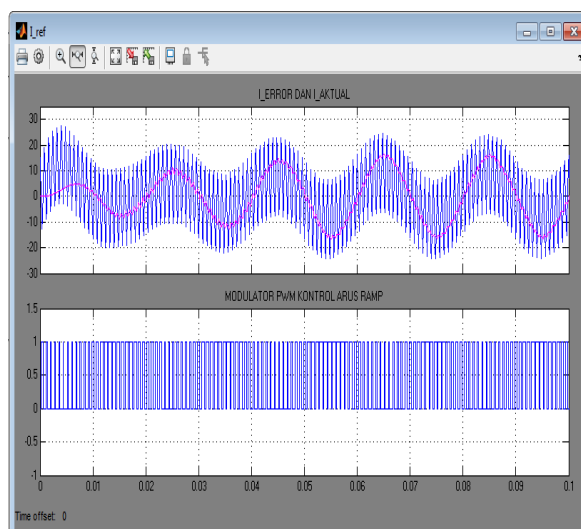 I_ref
I_ERROR DAN I_AKTUAL
30
20
10
0
-10
-20
-30
MODULATOR PWM KONTROL ARUS RAMP
1.5
1
0.5
0
-0.5
-1
0 0.01 0.02 0.03 0.04 0.05 0.06 0.07 0.08 0.09 0.1
Time offset: 0